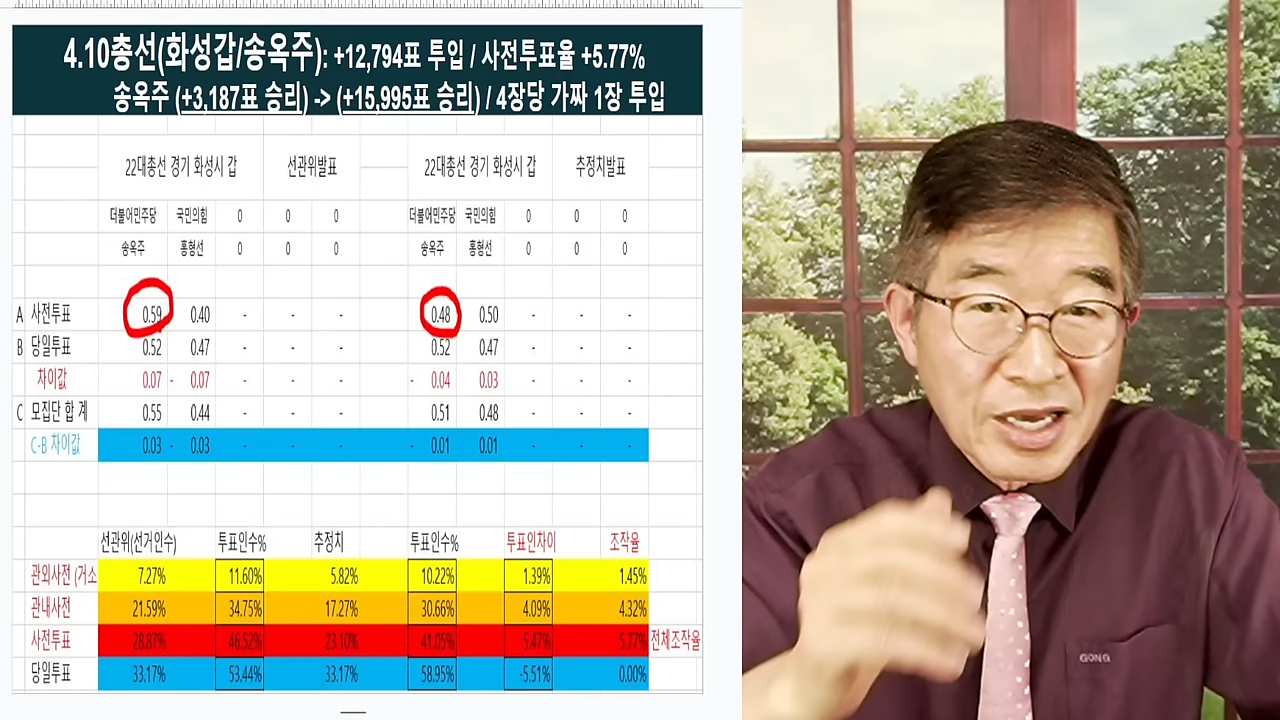 4.10총선(화성갑/송옥주): +12,794표 투입 / 사전투표율 +5.77%
송옥주 (+3,187표 승리) -> (+15,995표 승리) / 4장당 가짜 1장 투입
22대총선 경기 화성시 갑 선관위발표 22대총선 경기 화성시 갑 추정치발표
더불어민주당 국민의힘 0 0 0 더불어민주당 국민의힘 0 0 0
송옥주 홍형선 0 0 0 송옥주 홍형선 0 0 0
A 사전투표 0.59 0.40 - - - 0.48 0.50 - - -
B 당일투표 0.52 0.47 - - - 0.52 0.47 - - -
차이값 0.07 - 0.07 - - - - 0.04 0.03 - - -
C 모집단 합 계 0.55 0.44 - - - 0.51 0.48 - - -
C-B 차이값 0.03 - 0.03 - - - - 0.01 0.01 - - -
선관위(선거인수) 투표인수% 추정치 투표인수% 투표인차이 조작율
관외사전 (거소 7.27% 11.60% 5.82% 10.22% 1.39% 1.45%
관내사전 21.59% 34.75% 17.27% 30.66% 4.09% 4.32%
사전투표 28.87% 46.52% 23.10% 41.05% 5.47% 5.77% 전체조작율
당일투표 33.17% 53.44% 33.17% 58.95% -5.51% 0.00%
GONG